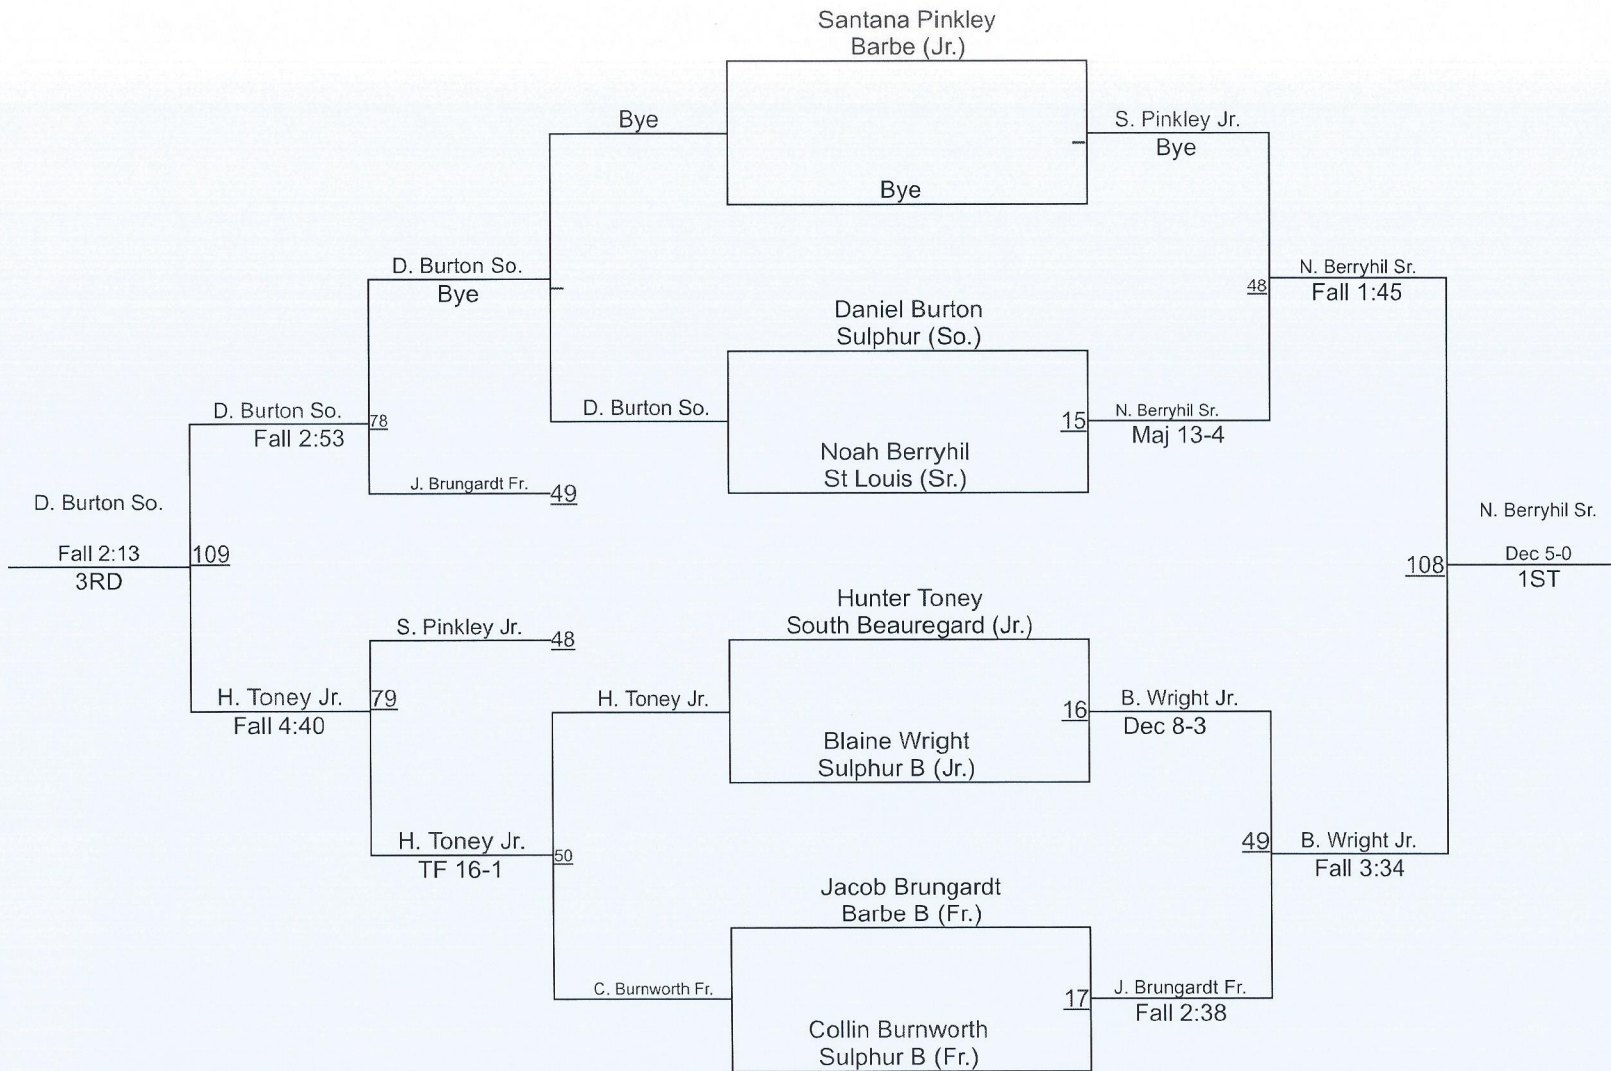 Santana Pinkley
Barbe (Jr.)
Bye
S. Pinkley Jr.
Bye
Bye
D. Burton So.
Bye
N. Berryhil Sr.
48
Fall 1:45
Daniel Burton
Sulphur (So.)
D. Burton So.
78
Fall 2:53
D. Burton So.
15
N. Berryhil Sr.
Maj 13-4
Noah Berryhil
St Louis (Sr.)
J. Brungardt Fr.
49
D. Burton So.
N. Berryhil Sr.
Fall 2:13
109
3RD
108
Dec 5-0
1ST
Hunter Toney
South Beauregard (Jr.)
S. Pinkley Jr.
48
H. Toney Jr.
79
Fall 4:40
H. Toney Jr.
16
B. Wright Jr.
Dec 8-3
Blaine Wright
Sulphur B (Jr.)
H. Toney Jr.
50
TF 16-1
49
B. Wright Jr.
Fall 3:34
Jacob Brungardt
Barbe B (Fr.)
C. Burnworth Fr.
17
J. Brungardt Fr.
Fall 2:38
Collin Burnworth
Sulphur B (Fr.)